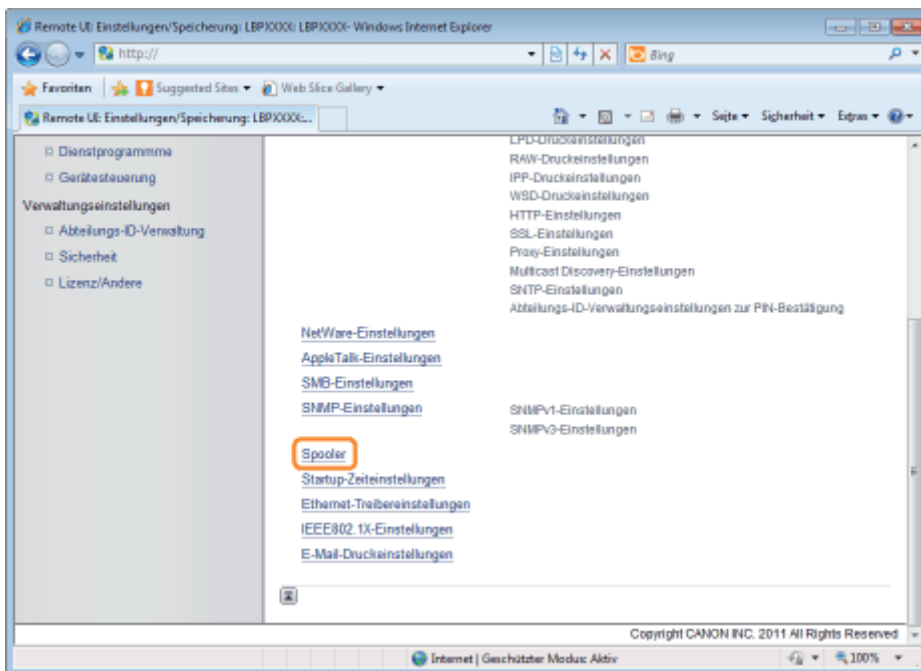 Remote UI: Einstellungen/Speicherung: LBPXXXX: LBPXXXX- Windows Internet Explorer
http://
Bing
Favoriten
Suggested Sites
Web Slice Gallery
Remote UI: Einstellungen/Speicherung: LBPXXXX:...
Seite
Sicherheit
Extras
Dienstprogrammme
Gerätesteuerung
Verwaltungseinstellungen
Abteilungs-ID-Verwaltung
Sicherheit
Lizenz/Andere
LPD-Druckeinstellungen
RAW-Druckeinstellungen
IPP-Druckeinstellungen
WSD-Druckeinstellungen
HTTP-Einstellungen
SSL-Einstellungen
Proxy-Einstellungen
Multicast Discovery-Einstellungen
SNTP-Einstellungen
Abteilungs-ID-Verwaltungseinstellungen zur PIN-Bestätigung
NetWare-Einstellungen
AppleTalk-Einstellungen
SMB-Einstellungen
SNMP-Einstellungen
SNMPv1-Einstellungen
SNMPv3-Einstellungen
Spooler
Startup-Zeiteinstellungen
Ethernet-Treibereinstellungen
IEEE802.1X-Einstellungen
E-Mail-Druckeinstellungen
Copyright CANON INC. 2011 All Rights Reserved
Internet | Geschützter Modus: Aktiv
100%